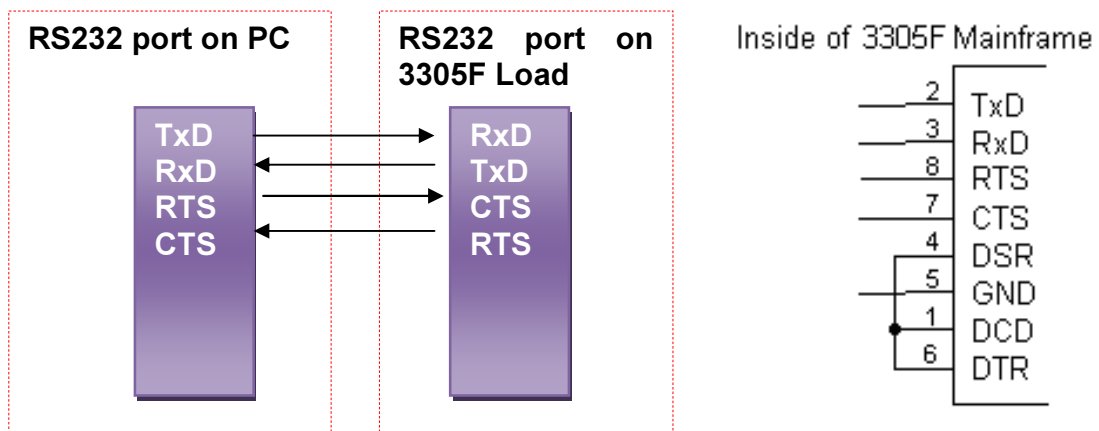 RS232 port on PC
TxD
RxD
RTS
CTS
RS232 port on
3305F Load
RxD
TxD
CTS
RTS
Inside of 3305F Mainframe
2 TxD
3 RxD
8 RTS
7 CTS
4 DSR
5 GND
1 DCD
6 DTR